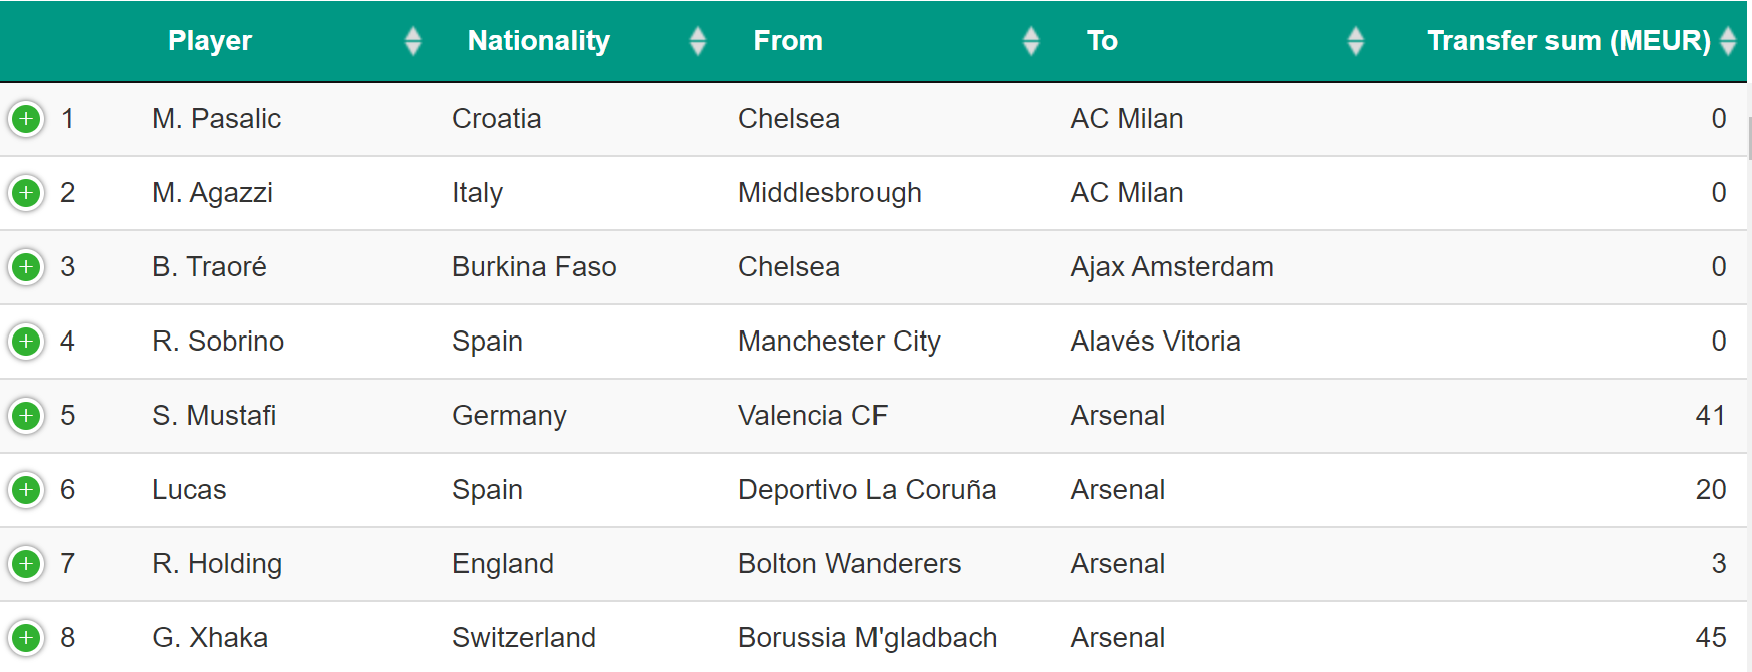 Player Nationality From To Transfer sum (MEUR)
1 M. Pasalic Croatia Chelsea AC Milan 0
2 M. Agazzi Italy Middlesbrough AC Milan 0
3 B. Traoré Burkina Faso Chelsea Ajax Amsterdam 0
4 R. Sobrino Spain Manchester City Alavés Vitoria 0
5 S. Mustafi Germany Valencia CF Arsenal 41
6 Lucas Spain Deportivo La Coruña Arsenal 20
7 R. Holding England Bolton Wanderers Arsenal 3
8 G. Xhaka Switzerland Borussia M'gladbach Arsenal 45